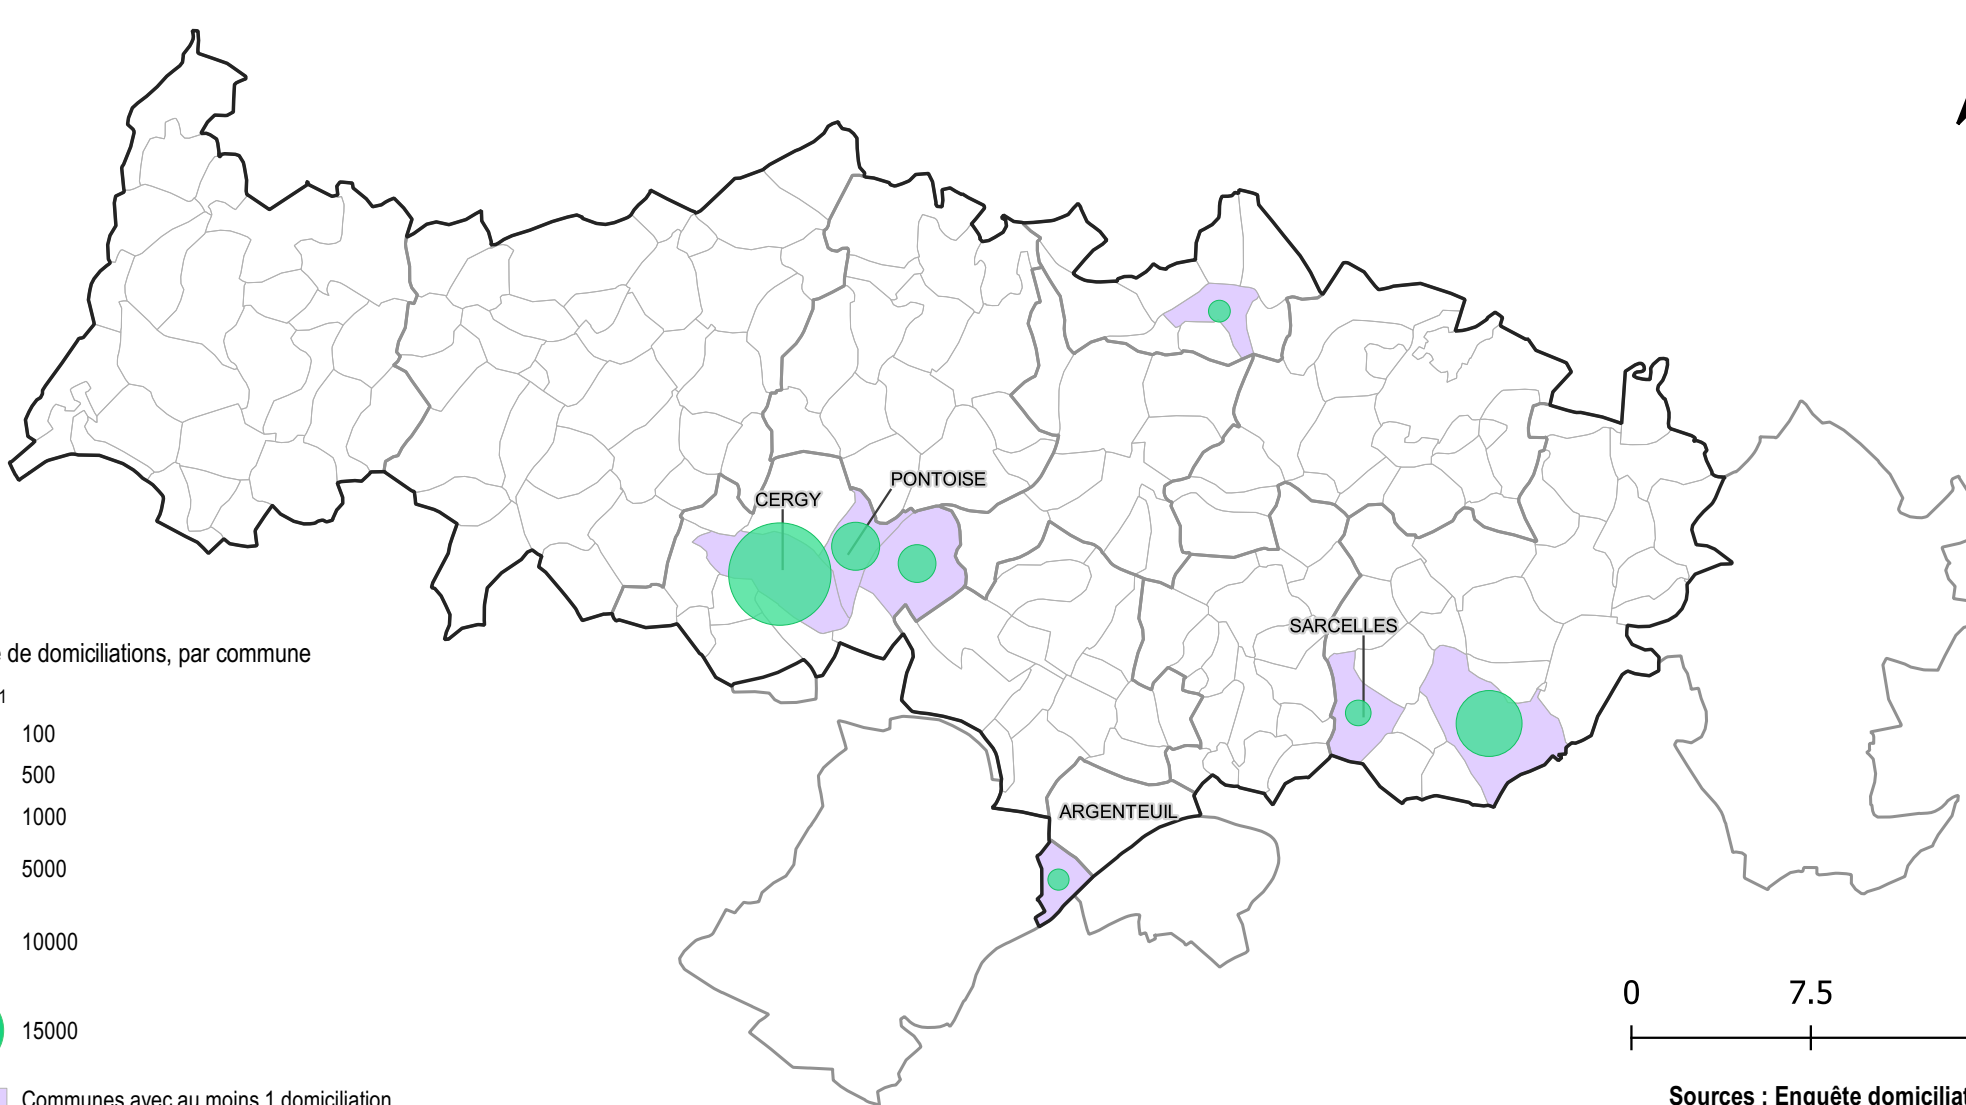 PONTOISE
CERGY
SARCELLES
de domiciliations, par commune
1
100
500
1000
ARGENTEUIL
5000
10000
0 7.5
15000
Communes avec au moins 1 domiciliation
Sources : Enquête